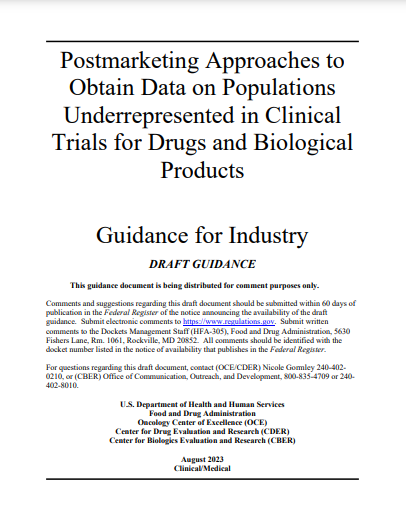 Postmarketing Approaches to
Obtain Data on Populations
Underrepresented in Clinical
Trials for Drugs and Biological
Products
Guidance for Industry
DRAFT GUIDANCE
This guidance document is being distributed for comment purposes only.
Comments and suggestions regarding this draft document should be submitted within 60 days of
publication in the Federal Register of the notice announcing the availability of the draft
guidance. Submit electronic comments to https://www.regulations.gov. Submit written
comments to the Dockets Management Staff (HFA-305), Food and Drug Administration, 5630
Fishers Lane, Rm. 1061, Rockville, MD 20852. All comments should be identified with the
docket number listed in the notice of availability that publishes in the Federal Register.
For questions regarding this draft document, contact (OCE/CDER) Nicole Gormley 240-402-
0210, or (CBER) Office of Communication, Outreach, and Development, 800-835-4709 or 240-
402-8010.
U.S. Department of Health and Human Services
Food and Drug Administration
Oncology Center of Excellence (OCE)
Center for Drug Evaluation and Research (CDER)
Center for Biologics Evaluation and Research (CBER)
August 2023
Clinical/Medical